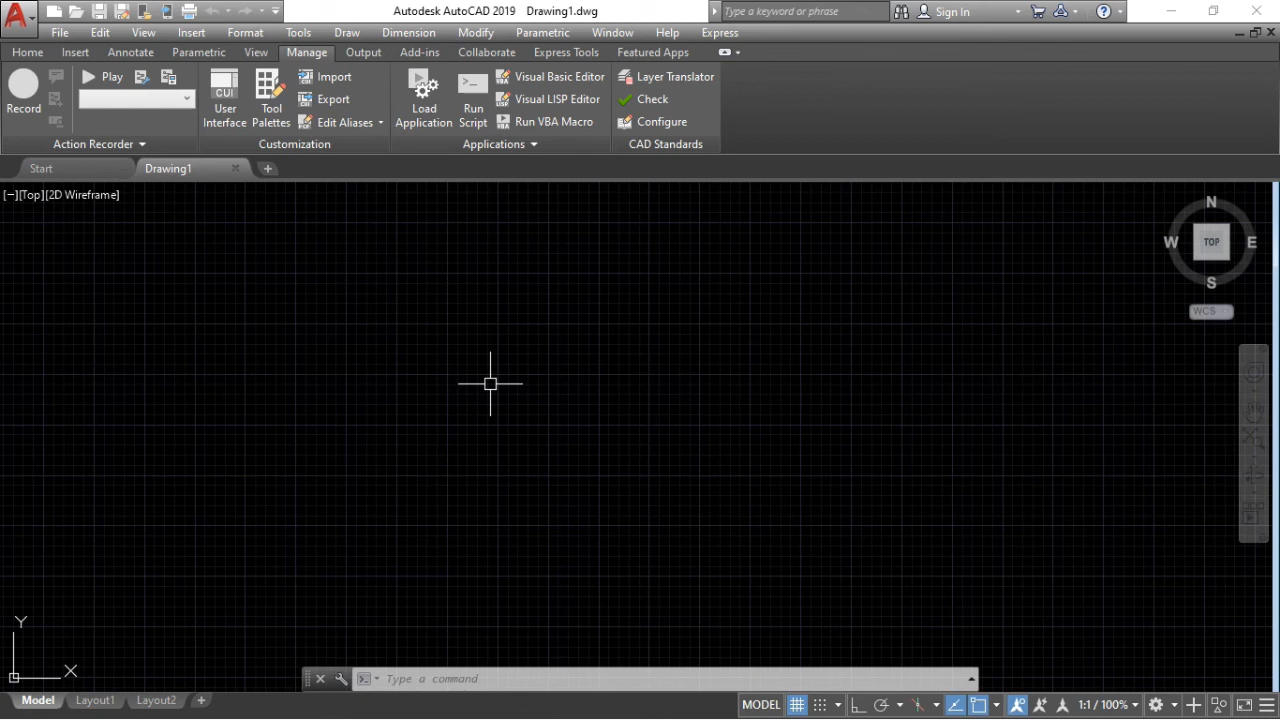 A Autodesk AutoCAD 2019 Drawing1.dwg Type a keyword or phrase Sign In ?
File Edit View Insert Format Tools Draw Dimension Modify Parametric Window Help Express
Home Insert Annotate Parametric View Manage Output Add-ins Collaborate Express Tools Featured Apps
Record Play
CUI User Interface Tool Palettes
Import
Export
Edit Aliases
Load Application
Run Script
Visual Basic Editor
Visual LISP Editor
Run VBA Macro
Layer Translator
Check
Configure
Action Recorder Customization Applications CAD Standards
Start Drawing1
[−][Top][2D Wireframe]
N
W TOP E
S
WCS
Y
X
Type a command
Model Layout1 Layout2 + MODEL 1:1 / 100%